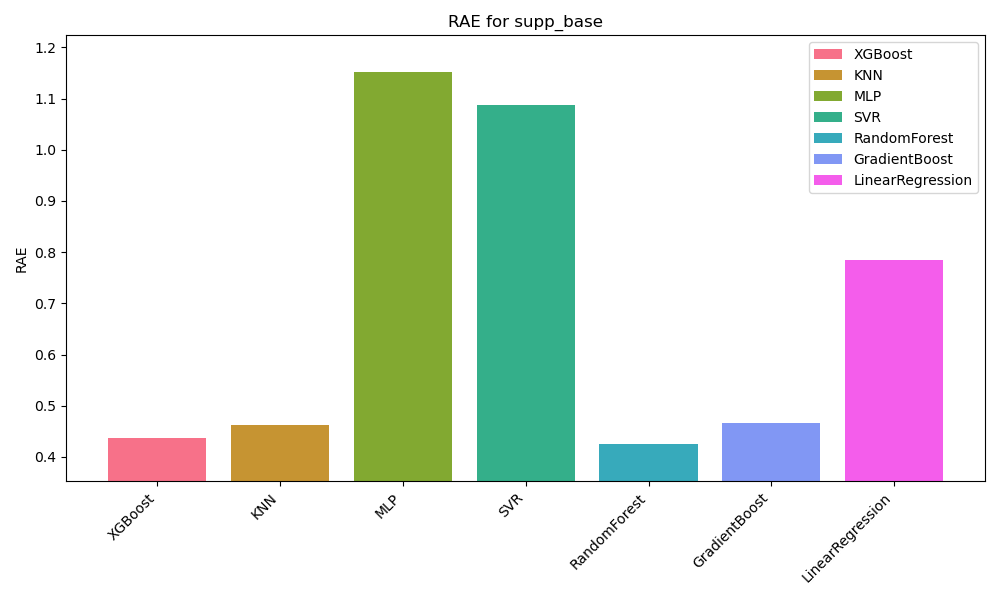 RAE for supp_base
1.2
1.1
1.0
0.9
0.8
0.7
0.6
0.5
0.4
RAE
XGBoost
KNN
MLP
SVR
RandomForest
GradientBoost
LinearRegression
XGBoost
KNN
MLP
SVR
RandomForest
GradientBoost
LinearRegression